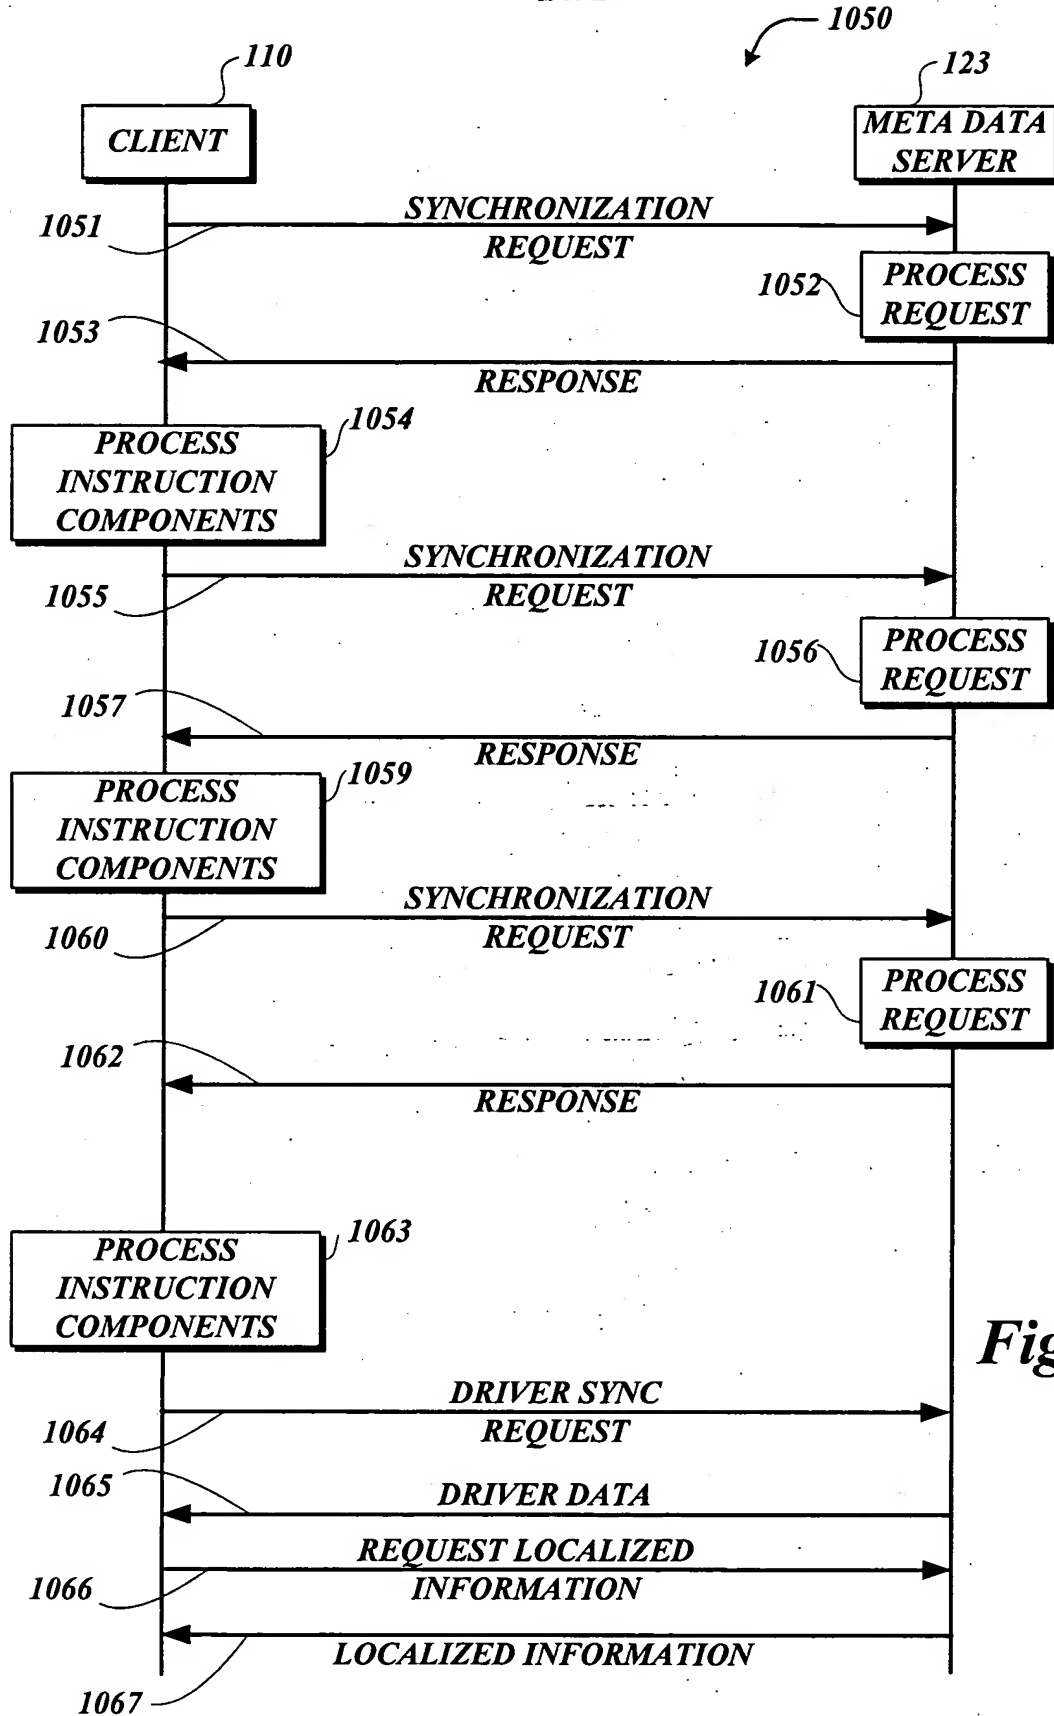 1050
110
123
CLIENT
META DATA
SERVER
1051
SYNCHRONIZATION
REQUEST
1052
PROCESS
REQUEST
1053
RESPONSE
1054
PROCESS
INSTRUCTION
COMPONENTS
1055
SYNCHRONIZATION
REQUEST
1056
PROCESS
REQUEST
1057
RESPONSE
1059
PROCESS
INSTRUCTION
COMPONENTS
1060
SYNCHRONIZATION
REQUEST
1061
PROCESS
REQUEST
1062
RESPONSE
1063
PROCESS
INSTRUCTION
COMPONENTS
Fig
1064
DRIVER SYNC
REQUEST
1065
DRIVER DATA
1066
REQUEST LOCALIZED
INFORMATION
LOCALIZED INFORMATION
1067